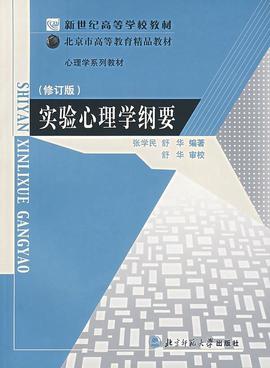 新世纪高等学校教材
北京市高等教育精品教材
心理学系列教材
(修订版)
实验心理学纲要
SHIYAN XINLIXUE GANGYAO
张学民 舒 华 编著
舒 华 审校
北京师范大学出版社